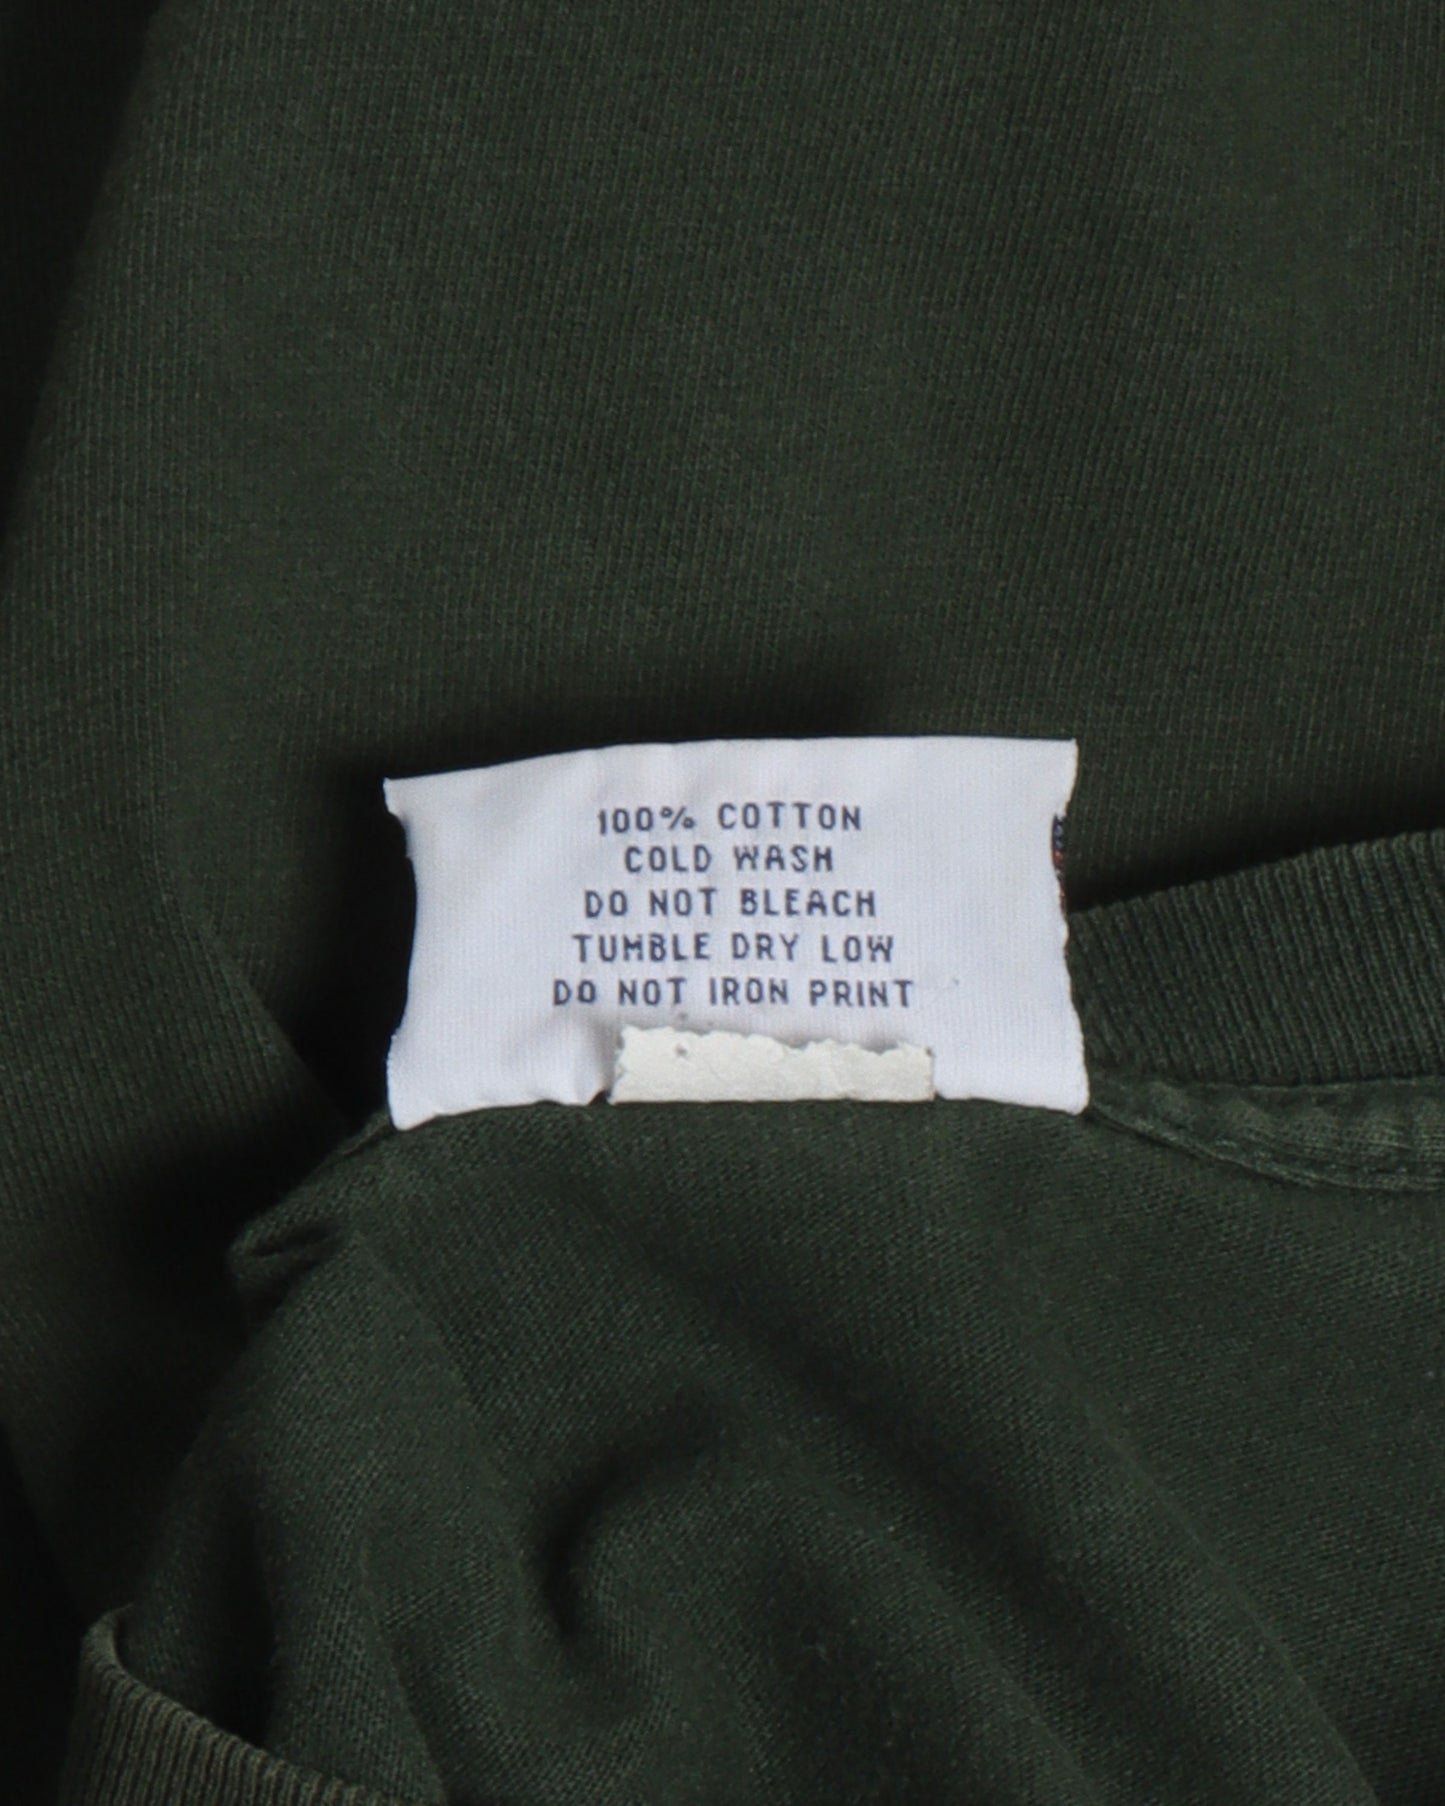 100% COTTON
COLD WASH
DO NOT BLEACH
TUMBLE DRY LOW
DO NOT IRON PRINT